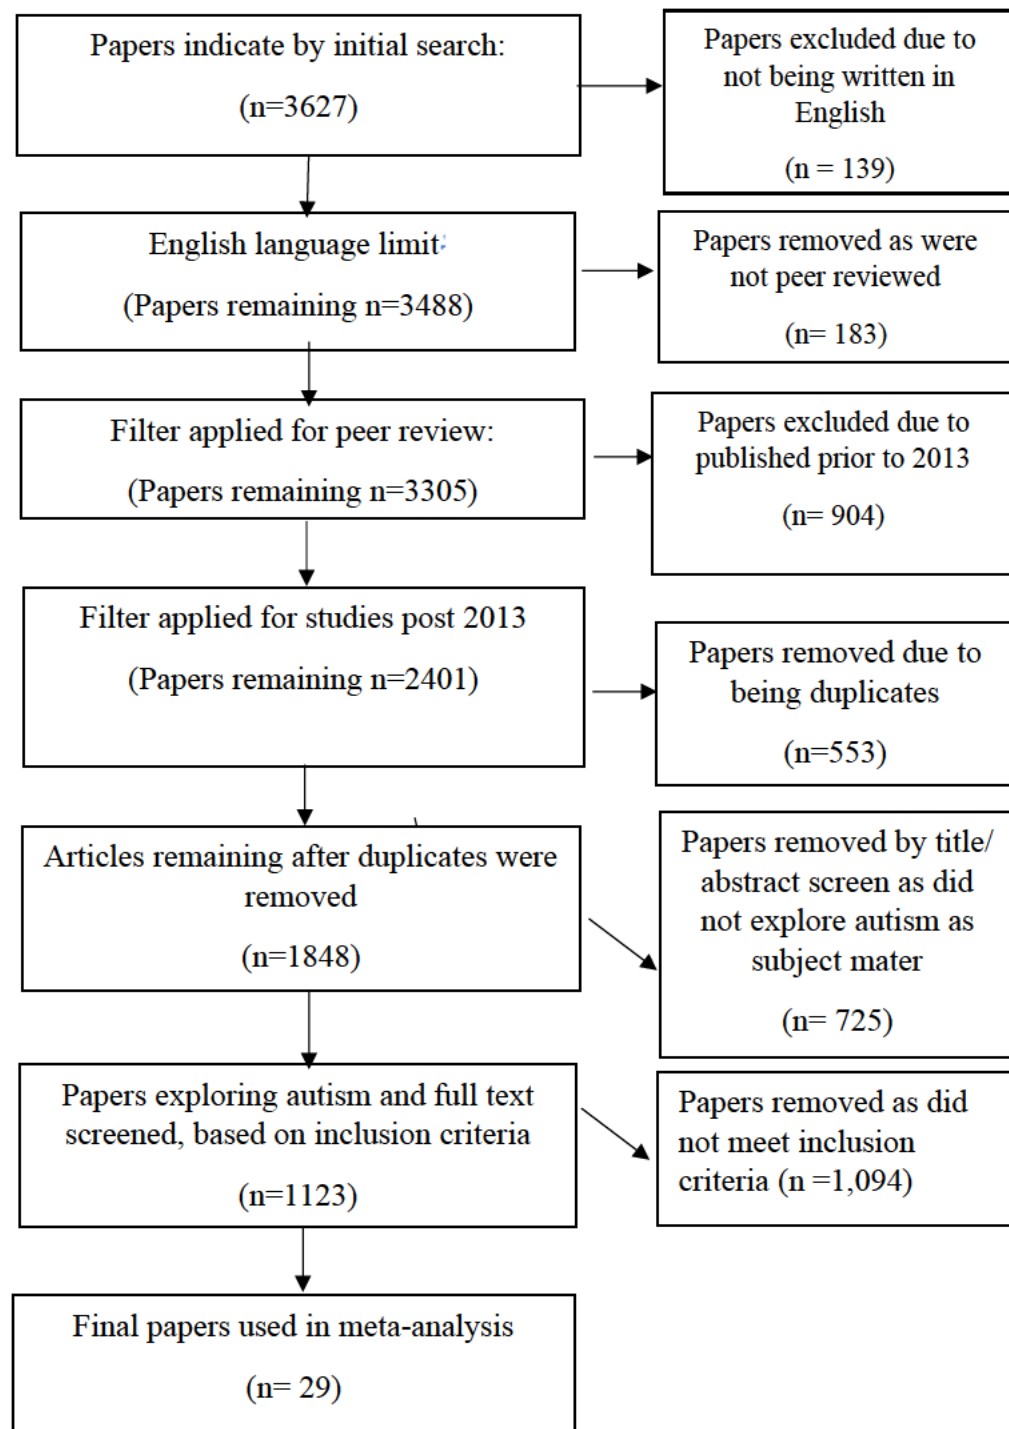 Papers indicate by initial search:
(n=3627)
Papers excluded due to
not being written in
English
(n = 139)
English language limit:
(Papers remaining n=3488)
Papers removed as were
not peer reviewed
(n= 183)
Filter applied for peer review:
(Papers remaining n=3305)
Papers excluded due to
published prior to 2013
(n= 904)
Filter applied for studies post 2013
(Papers remaining n=2401)
Papers removed due to
being duplicates
(n=553)
Articles remaining after duplicates were
removed
(n=1848)
Papers removed by title/
abstract screen as did
not explore autism as
subject mater
(n= 725)
Papers exploring autism and full text
screened, based on inclusion criteria
(n=1123)
Papers removed as did
not meet inclusion
criteria (n =1,094)
Final papers used in meta-analysis
(n= 29)